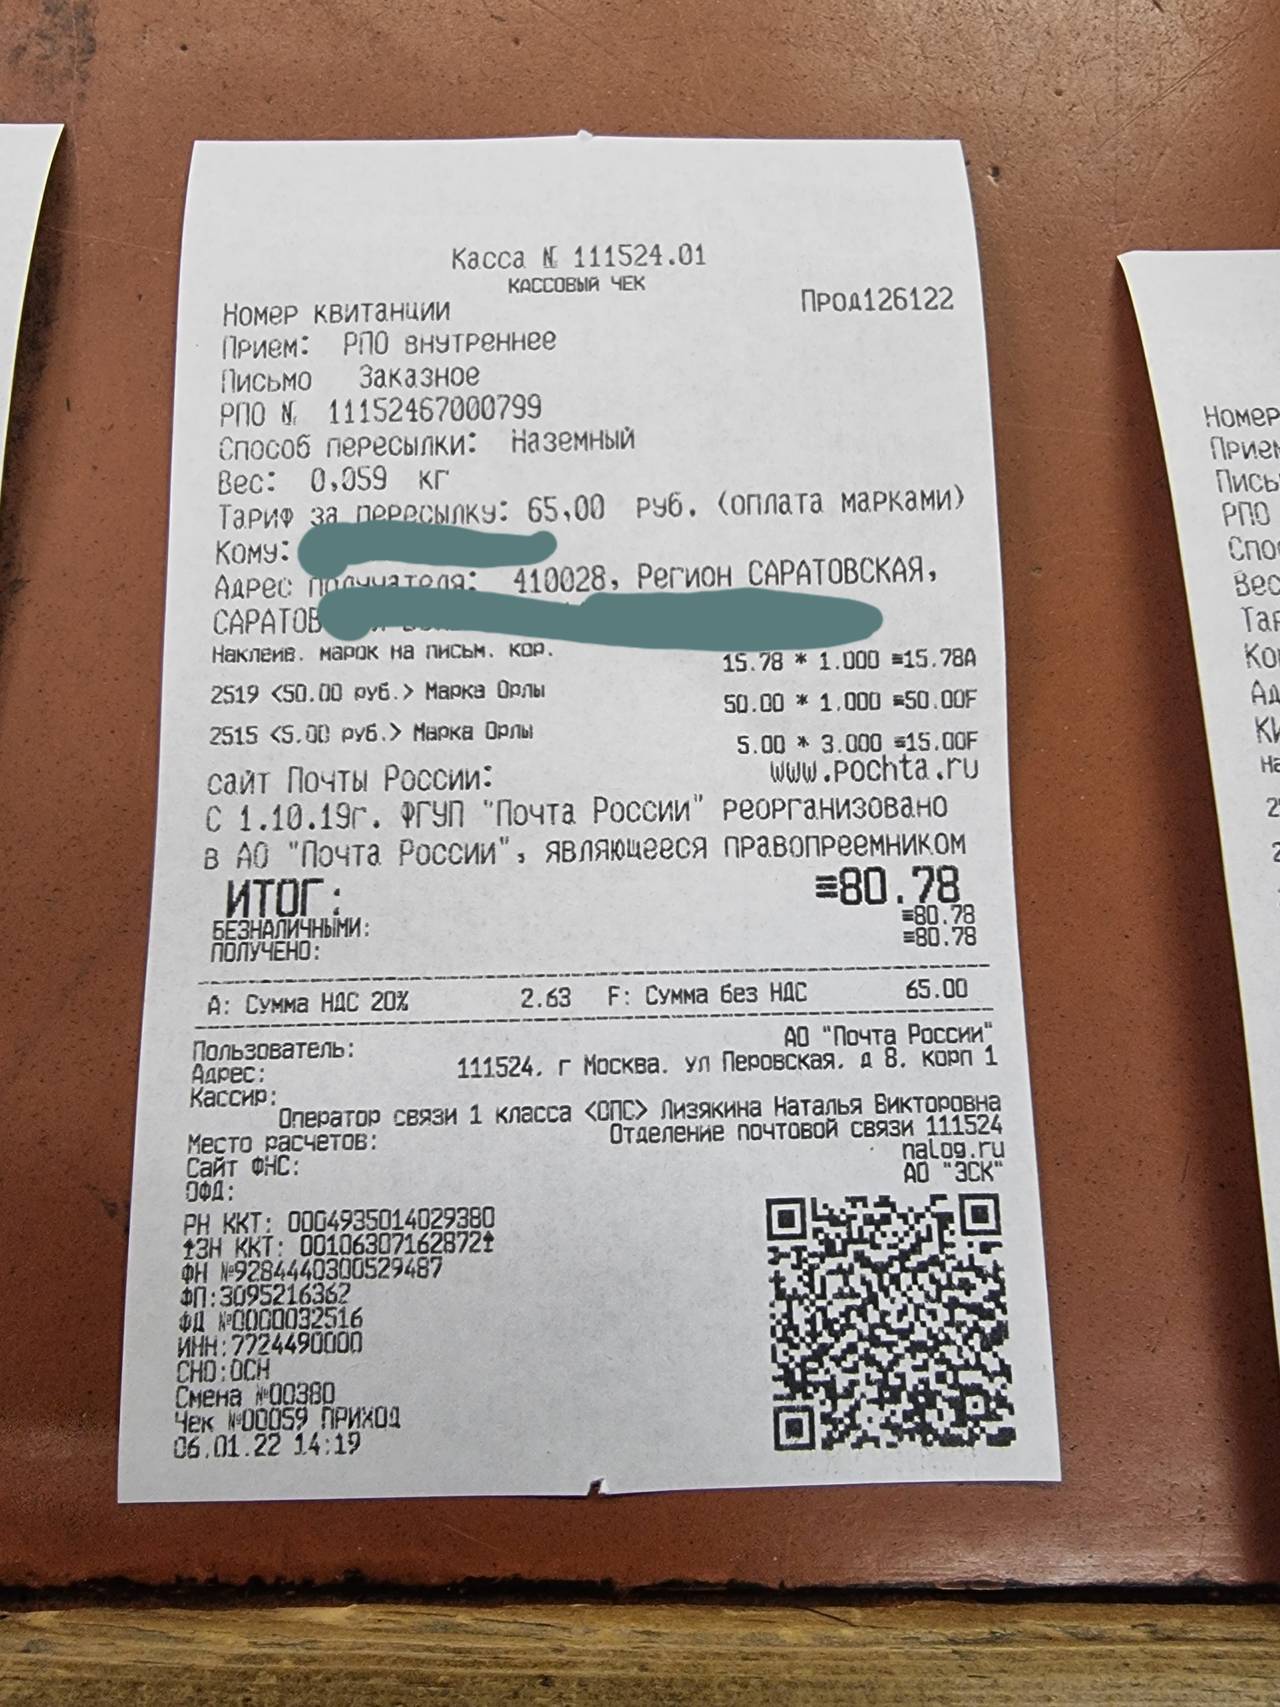 Касса № 111524.01
КАССОВЫЙ ЧЕК
Номер квитанции Прод126122
Прием: РПО внутреннее
Письмо Заказное
РПО № 11152467000799
Способ пересылки: Наземный
Вес: 0,059 кг
Тариф за пересылку: 65,00 руб. (оплата марками)
Кому:
Адрес получателя: 410028, Регион САРАТОВСКАЯ,
САРАТОВ
Наклеив. марок на письм. кор.
15.78 * 1.000 ≡15.78А
2519 <50.00 руб.> Марка Орлы
50.00 * 1.000 ≡50.00F
2515 <5.00 руб.> Марка Орлы
5.00 * 3.000 ≡15.00F
сайт Почты России: www.pochta.ru
С 1.10.19г. ФГУП "Почта России" реорганизовано
в АО "Почта России", являющееся правопреемником
ИТОГ: ≡80.78
БЕЗНАЛИЧНЫМИ: ≡80.78
ПОЛУЧЕНО: ≡80.78
А: Сумма НДС 20% 2.63 F: Сумма без НДС 65.00
Пользователь: АО "Почта России"
Адрес: 111524, г Москва, ул Перовская, д 8, корп 1
Кассир:
Оператор связи 1 класса <ОПС> Лизякина Наталья Викторовна
Место расчетов: Отделение почтовой связи 111524
Сайт ФНС: nalog.ru
ОФД: АО "ЭСК"
РН ККТ: 0004935014029380
↑ЗН ККТ: 00106307162872↑
ФН №9284440300529487
ФП:3095216362
ФД №0000032516
ИНН:7724490000
СНО:ОСН
Смена №00380
Чек №00059 ПРИХОД
06.01.22 14:19
Номер
Прием
Пись
РПО
Спос
Вес
Тар
Ко
Ад